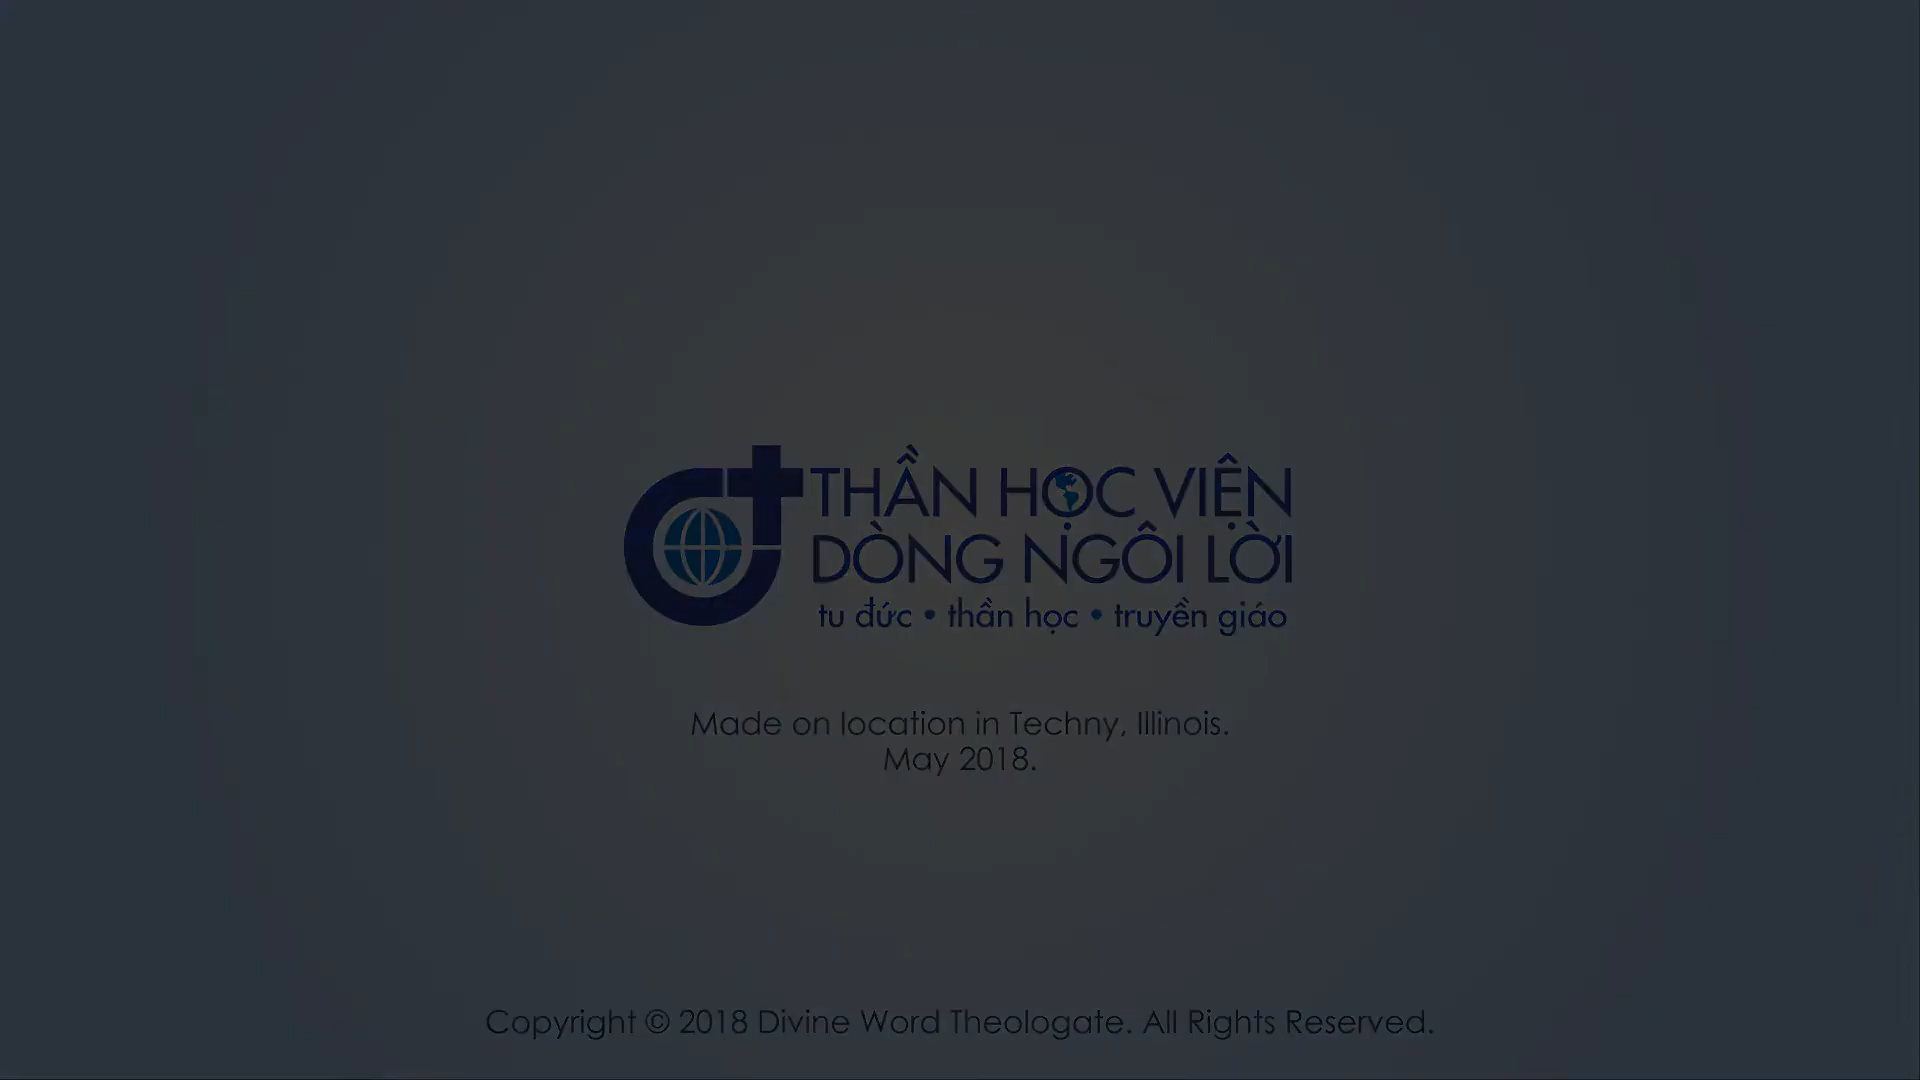 THẦN HỌC VIỆN
DÒNG NGÔI LỜI
tu đức • thần học • truyền giáo
Made on location in Techny, Illinois.
May 2018.
Copyright © 2018 Divine Word Theologate. All Rights Reserved.